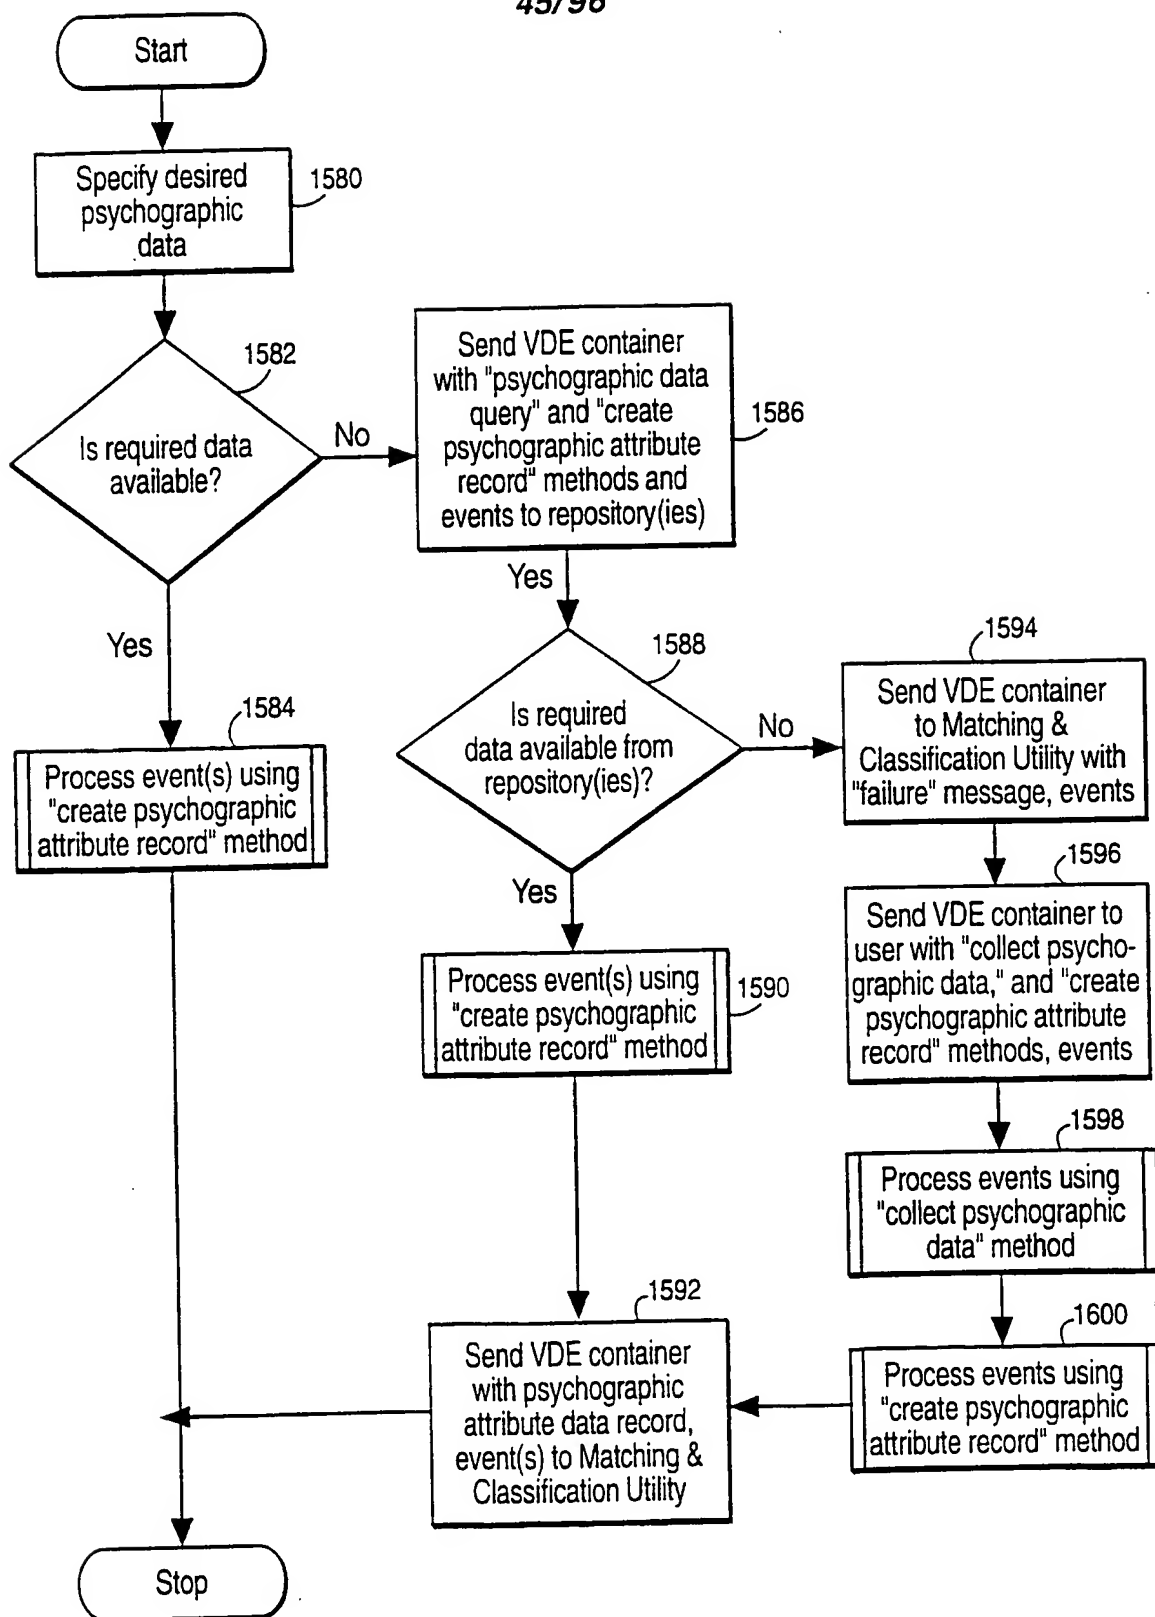 45/96
Start
Specify desired
psychographic
data
1580
1582
Is required data
available?
No
Yes
Send VDE container
with "psychographic data
query" and "create
psychographic attribute
record" methods and
events to repository(ies)
1586
Yes
1584
Process event(s) using
"create psychographic
attribute record" method
1588
Is required
data available from
repository(ies)?
No
Yes
1594
Send VDE container
to Matching &
Classification Utility with
"failure" message, events
1596
Send VDE container to
user with "collect psycho-
graphic data," and "create
psychographic attribute
record" methods, events
Process event(s) using
"create psychographic
attribute record" method
1590
1598
Process events using
"collect psychographic
data" method
1600
Process events using
"create psychographic
attribute record" method
1592
Send VDE container
with psychographic
attribute data record,
event(s) to Matching &
Classification Utility
Stop